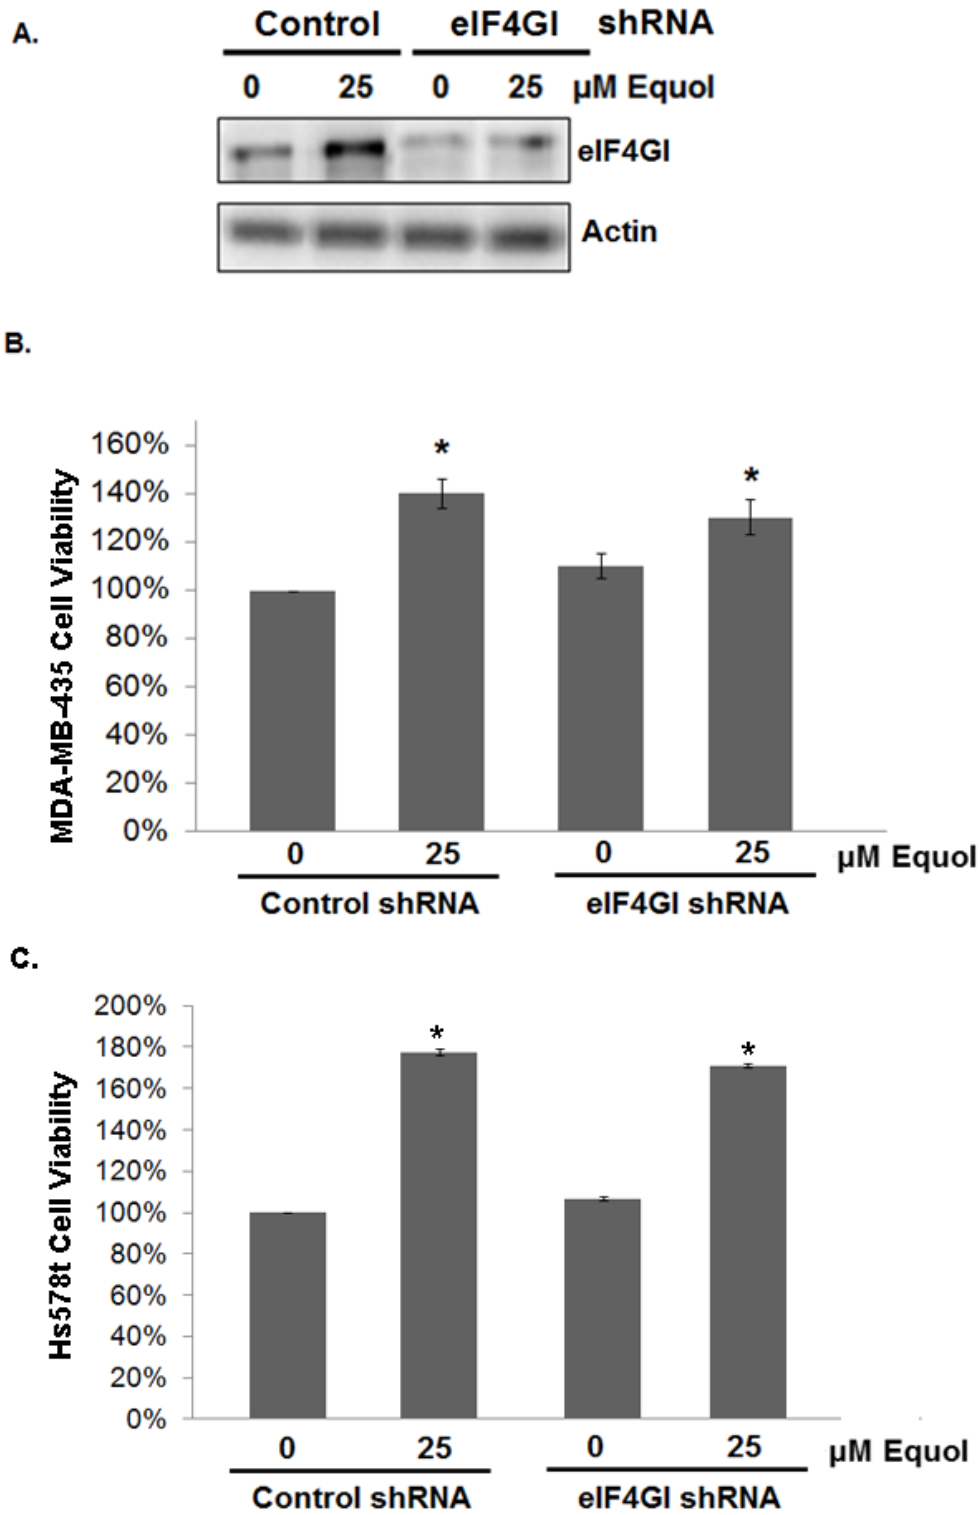 A.
Control eIF4GI shRNA
0 25 0 25 µM Equol
eIF4GI
Actin
B.
MDA-MB-435 Cell Viability
160%
140%
120%
100%
80%
60%
40%
20%
0%
*
*
0 25 0 25 µM Equol
Control shRNA eIF4GI shRNA
C.
Hs578t Cell Viability
200%
180%
160%
140%
120%
100%
80%
60%
40%
20%
0%
*
*
0 25 0 25 µM Equol
Control shRNA eIF4GI shRNA